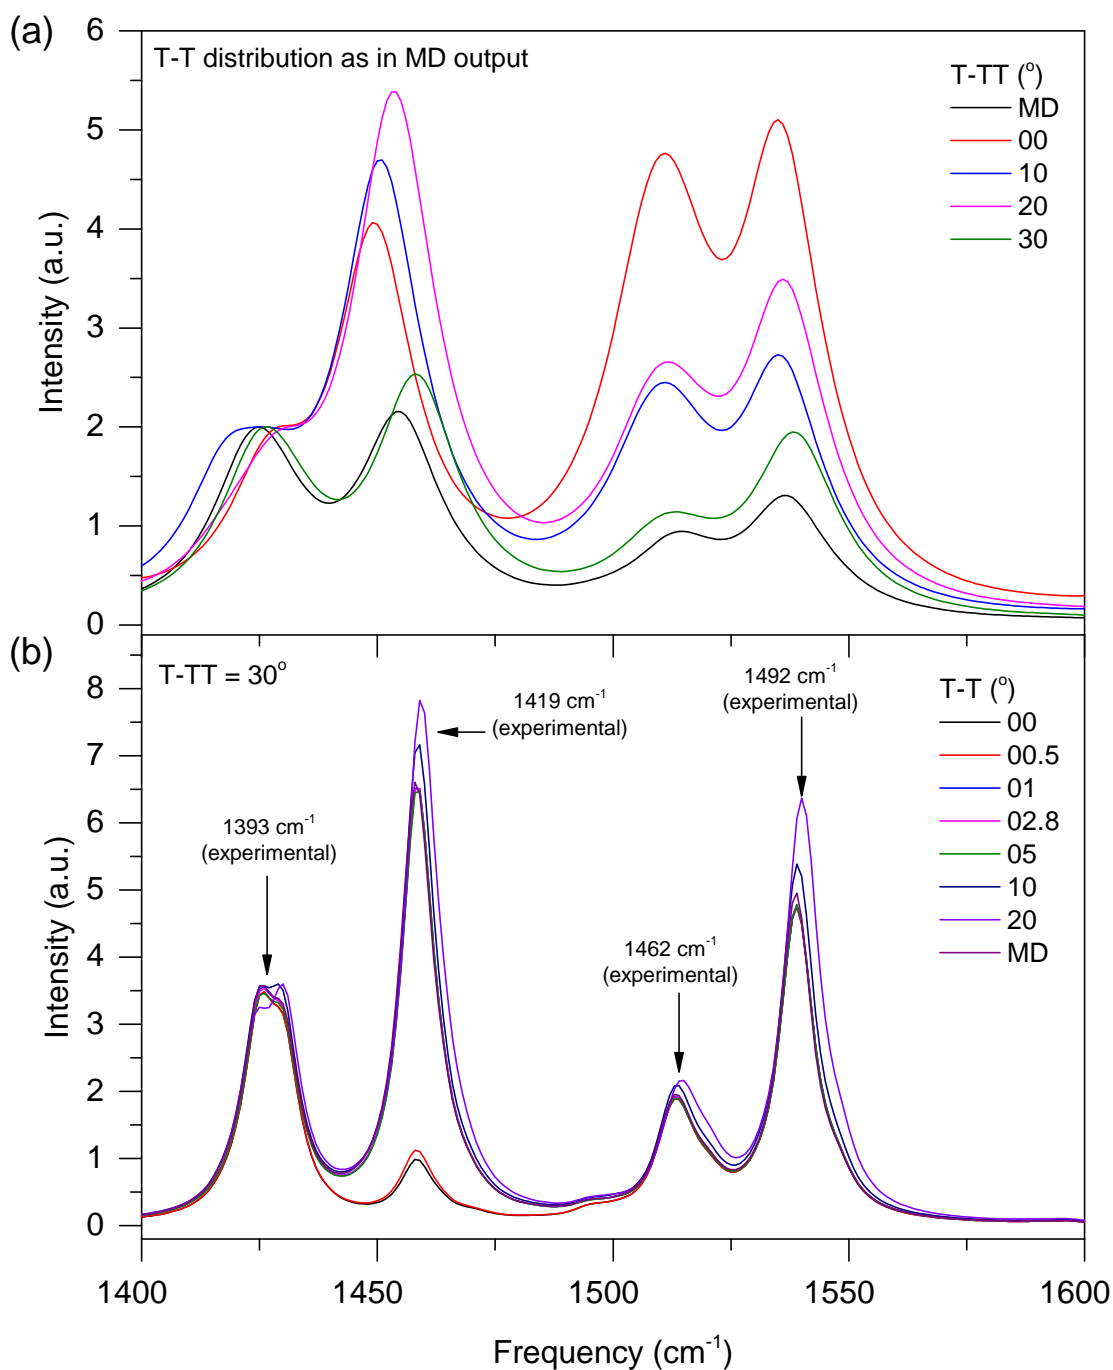 (a)
T-T distribution as in MD output
T-TT (°)
MD
00
10
20
30
6
5
4
3
2
1
0
Intensity (a.u.)
(b)
T-TT = 30°
1393 cm⁻¹
(experimental)
1419 cm⁻¹
(experimental)
1462 cm⁻¹
(experimental)
1492 cm⁻¹
(experimental)
T-T (°)
00
00.5
01
02.8
05
10
20
MD
8
7
6
5
4
3
2
1
0
Intensity (a.u.)
1400 1450 1500 1550 1600
Frequency (cm⁻¹)